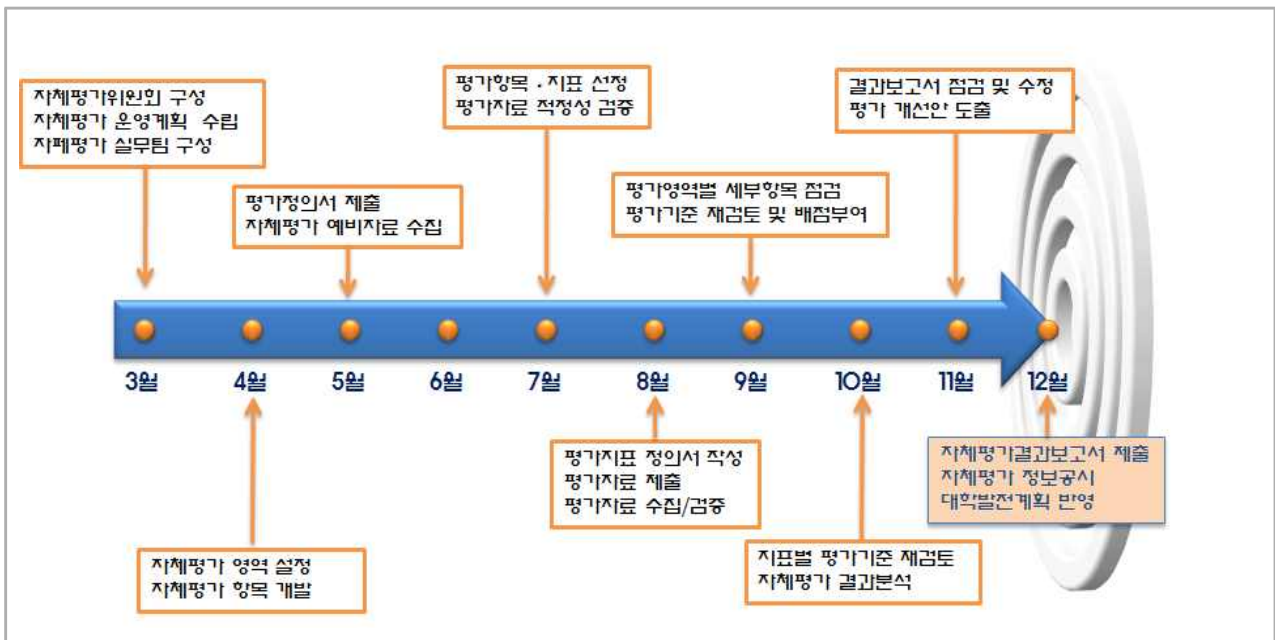 자체평가위원회 구성
자체평가 운영계획 수립
자폐평가 실무팀 구성
평가항목 . 지표 선정
평가자료 적정성 검증
결과보고서 점검 및 수정
평가 개선안 도출
평가정의서 제출
자체평가 예비자료 수집
평가영역별 세부항목 점검
평가기준 재검토 및 배점부여
3월
4월
5월
6월
7월
8월
9월
10월
11월
12월
자체평가 영역 설정
자체평가 항목 개발
평가지표 정의서 작성
평가자료 제출
평가자료 수집/검증
지표별 평가기준 재검토
자체평가 결과분석
자체평가결과보고서 제출
자체평가 정보공시
대학발전계획 반영